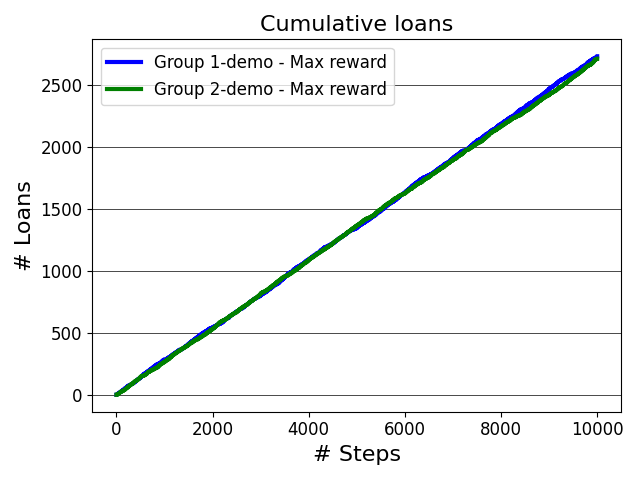 Cumulative loans
Group 1-demo - Max reward
Group 2-demo - Max reward
# Loans
2500
2000
1500
1000
500
0
0 2000 4000 6000 8000 10000
# Steps